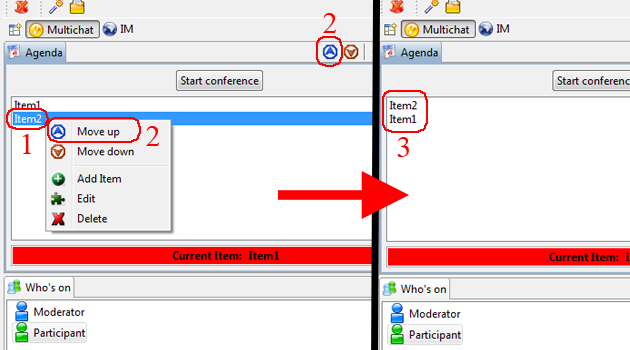 2
Multichat IM
Agenda
Start conference
Item1
Item2
1
Move up
2
Move down
Add Item
Edit
Delete
Current Item: Item1
Who's on
Moderator
Participant
Multichat IM
Agenda
Start conferenc
Item2
Item1
3
Current Item: I
Who's on
Moderator
Participant